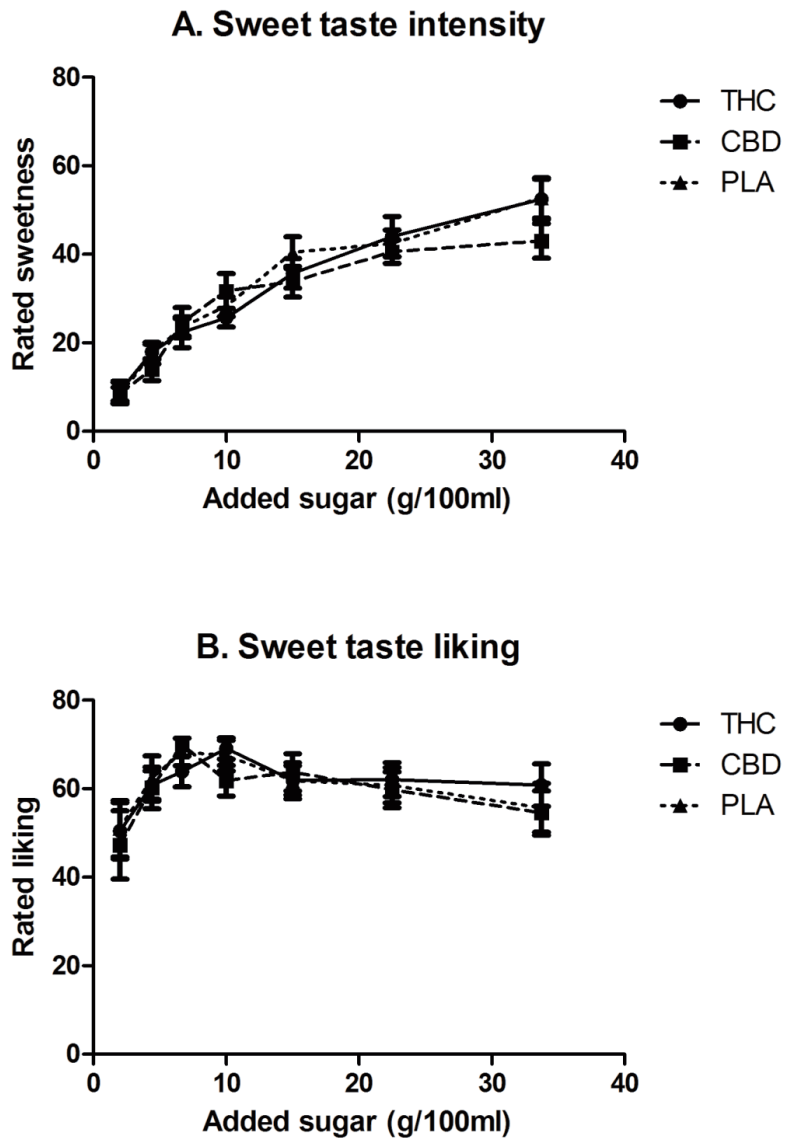 A. Sweet taste intensity
80
60
40
20
0
Rated sweetness
0 10 20 30 40
Added sugar (g/100ml)
THC
CBD
PLA
B. Sweet taste liking
80
60
40
20
0
Rated liking
0 10 20 30 40
Added sugar (g/100ml)
THC
CBD
PLA